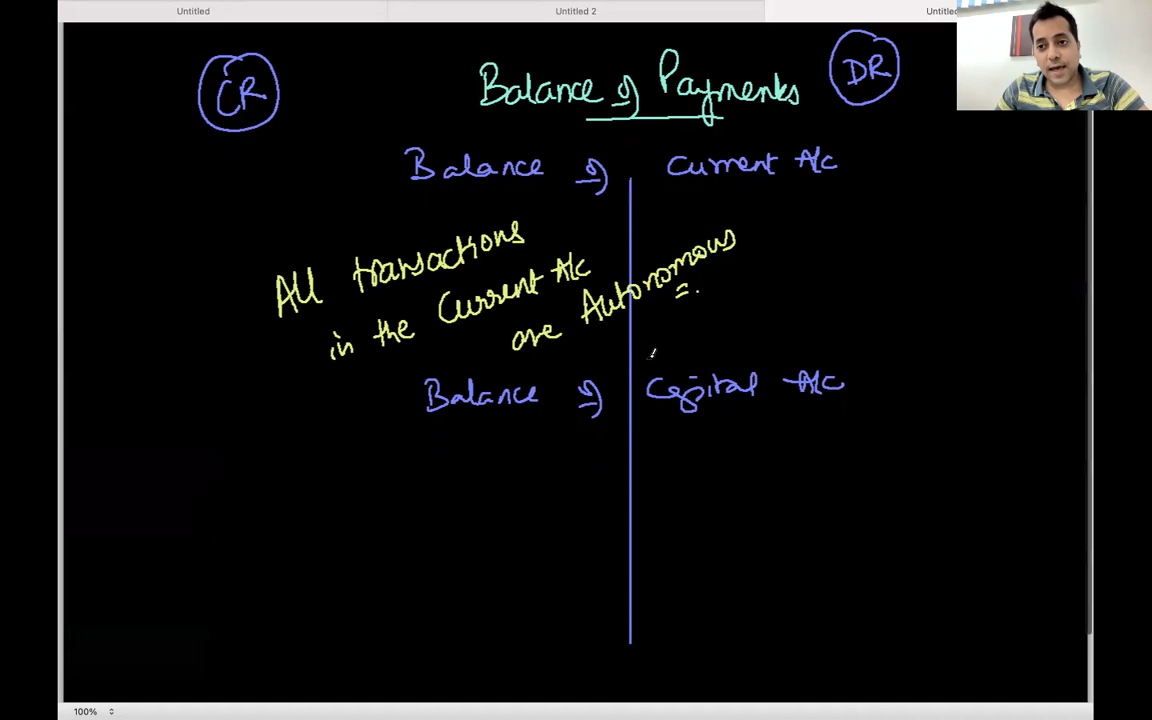 Untitled
Untitled 2
Untitled
CR
Balance of Payments
DR
Balance of Current A/c
All transactions
in the Current A/c
are Autonomous
Balance of Capital A/c
100%